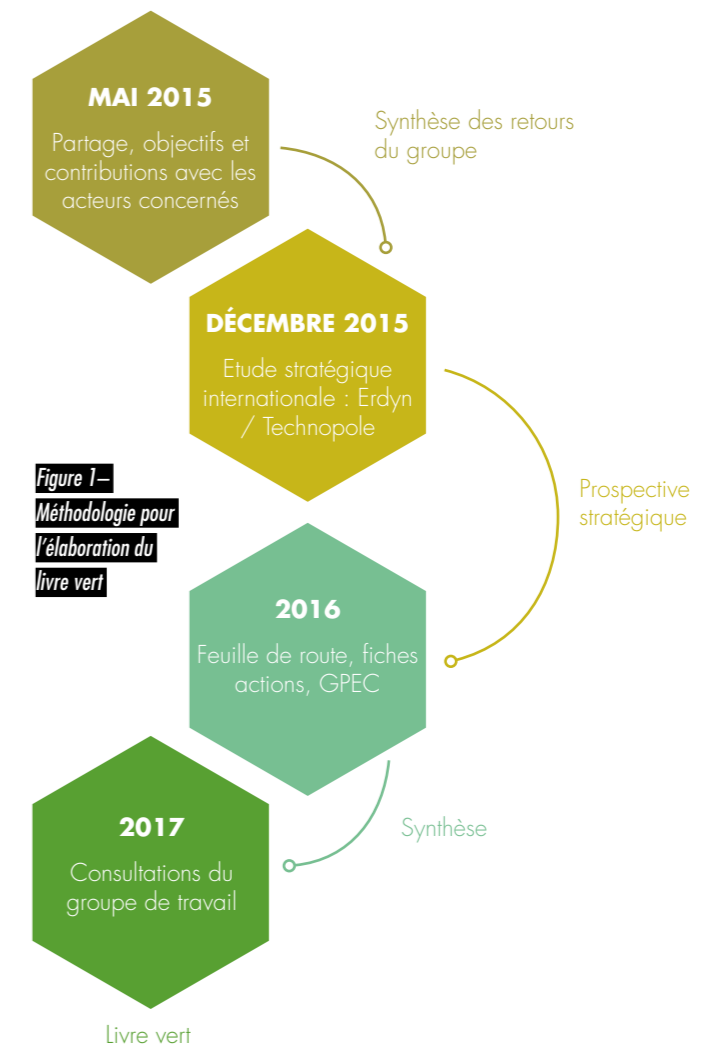 MAI 2015
Partage, objectifs et
contributions avec les
acteurs concernés
Synthèse des retours
du groupe
DÉCEMBRE 2015
Etude stratégique
internationale : Erdyn
/ Technopole
Prospective
stratégique
Figure 1–
Méthodologie pour
l'élaboration du
livre vert
2016
Feuille de route, fiches
actions, GPEC
Synthèse
2017
Consultations du
groupe de travail
Livre vert